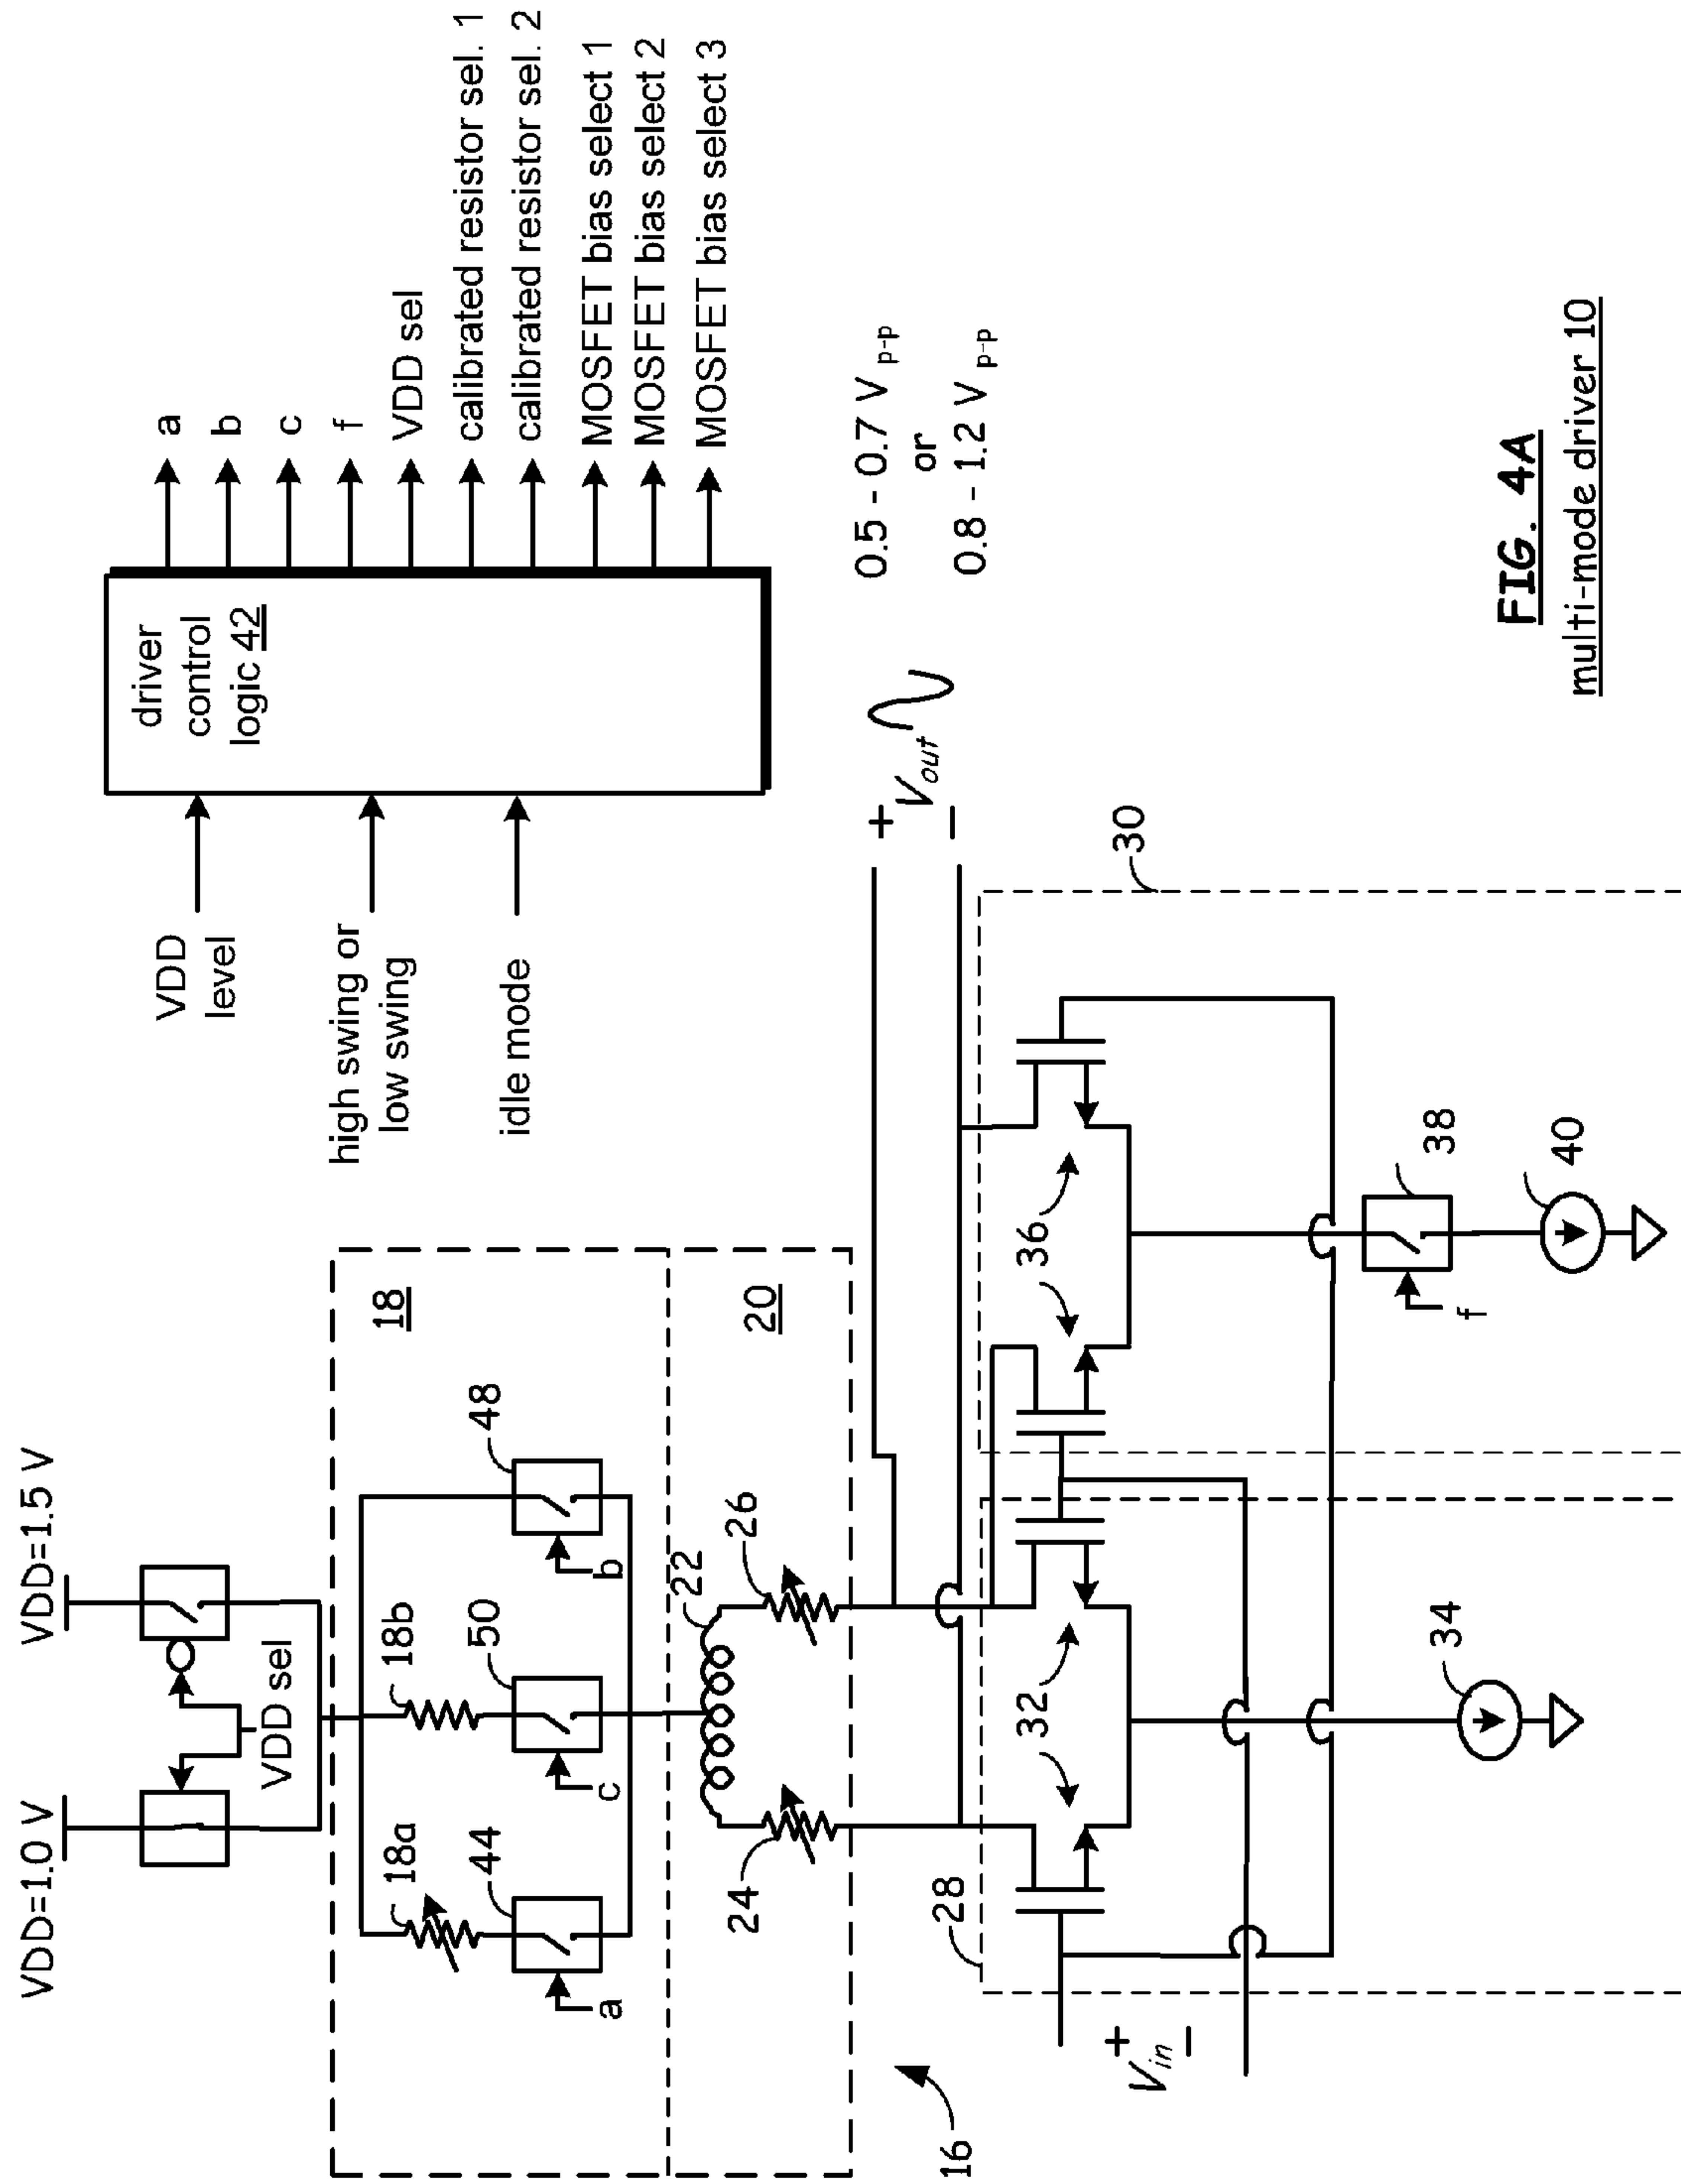 VDD=1.0 V
VDD=1.5 V
VDD sel
18a
18b
44
50
48
a
c
b
18
20
22
24
26
16
VDD
level
high swing or
low swing
idle mode
driver
control
logic 42
a
b
c
f
VDD sel
calibrated resistor sel. 1
calibrated resistor sel. 2
MOSFET bias select 1
MOSFET bias select 2
MOSFET bias select 3
+
Vout
−
0.5 - 0.7 V p-p
or
0.8 - 1.2 V p-p
28
30
+
Vin
−
32
36
34
38
f
40
FIG. 4A
multi-mode driver 10